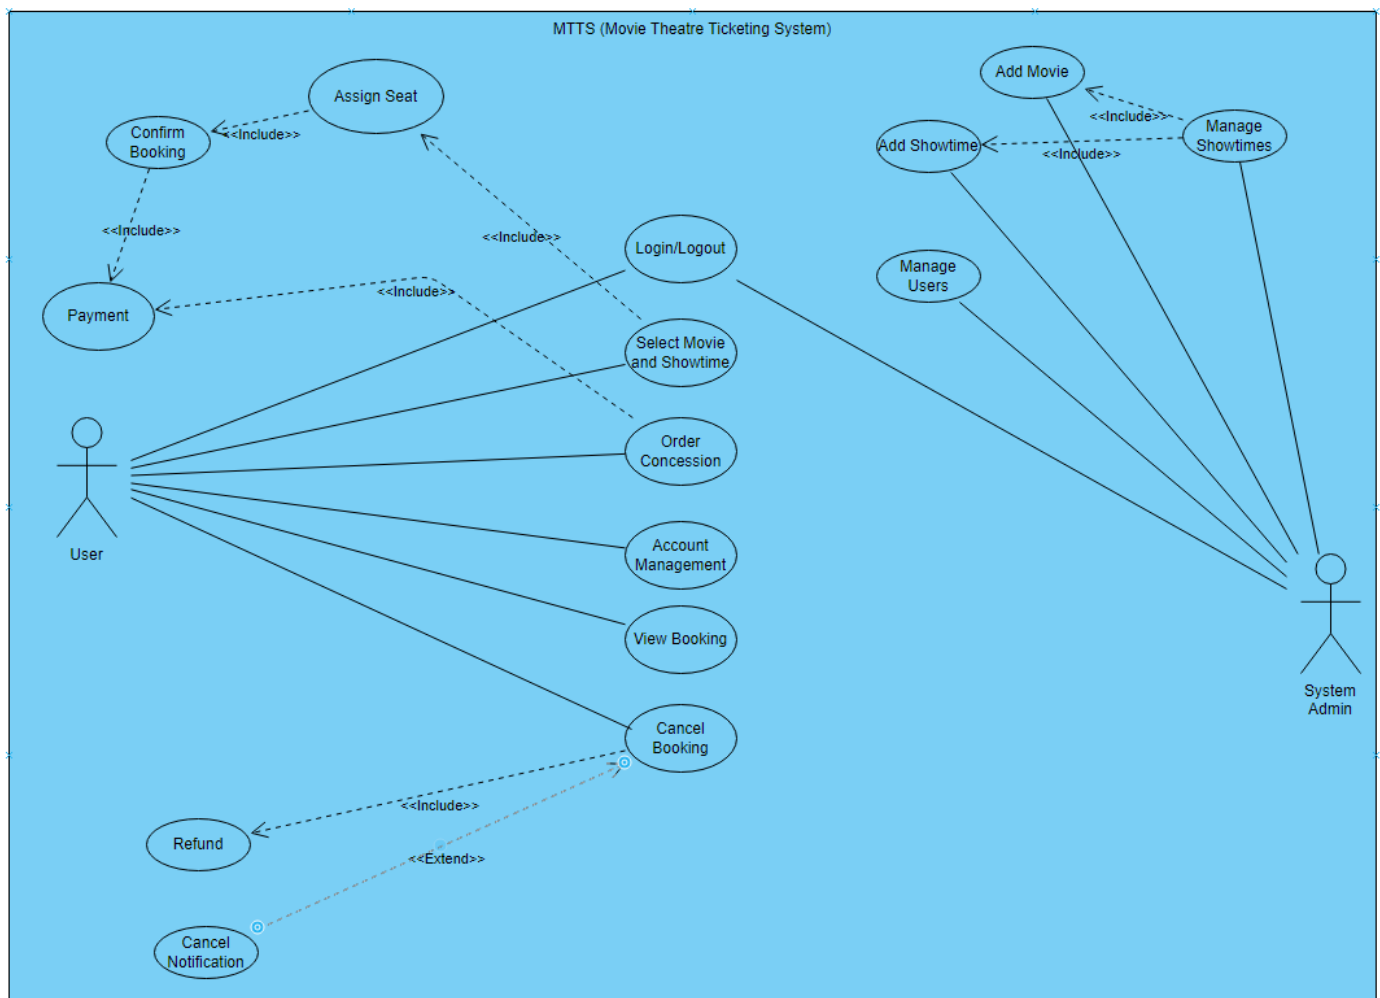 MTTS (Movie Theatre Ticketing System)
Add Movie
Assign Seat
<<Include>>
Manage
Showtimes
Confirm
Booking
<<Include>>
Add Showtime
<<Include>>
<<Include>>
<<Include>>
Login/Logout
Manage
Users
<<Include>>
Payment
Select Movie
and Showtime
Order
Concession
User
Account
Management
View Booking
System
Admin
Cancel
Booking
<<Include>>
Refund
<<Extend>>
Cancel
Notification